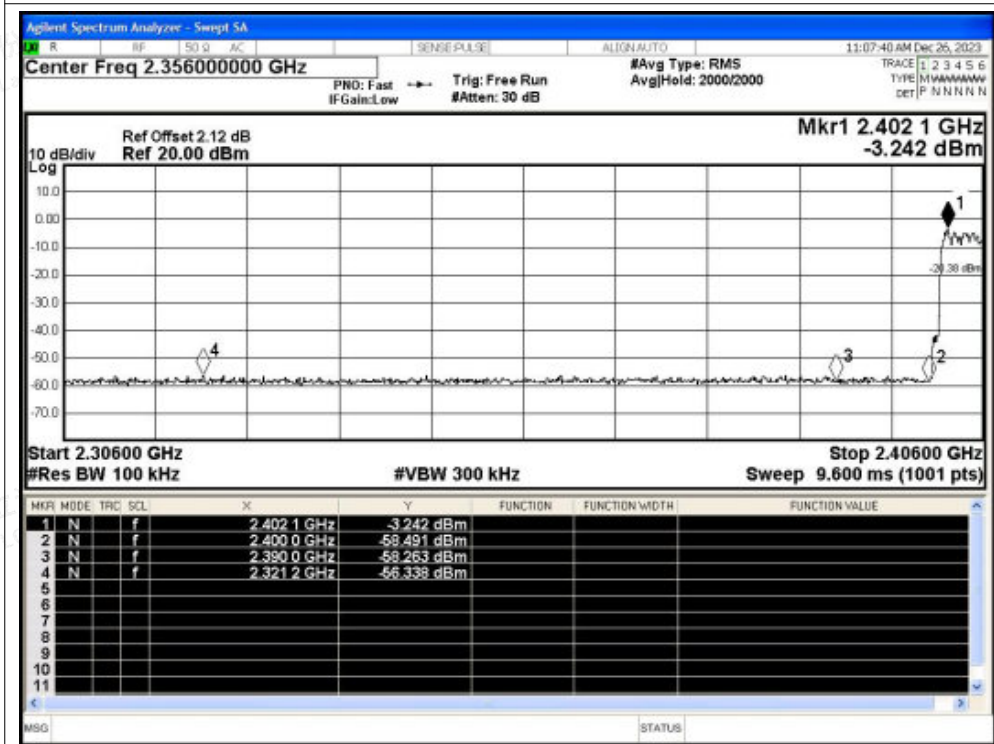 Agilent Spectrum Analyzer - Swept SA
R RF 50 Ω AC SENSE:PULSE ALIGN AUTO 11:07:40 AM Dec 26, 2023
Center Freq 2.356000000 GHz #Avg Type: RMS TRACE 1 2 3 4 5 6
PNO: Fast Trig: Free Run Avg|Hold: 2000/2000 TYPE MWWWWW
IFGain:Low #Atten: 30 dB DET P N N N N N
Mkr1 2.402 1 GHz
Ref Offset 2.12 dB
10 dB/div Ref 20.00 dBm -3.242 dBm
Log
10.0
1
0.00
-10.0
-20.0
-20.38 dBm
-30.0
-40.0
-50.0
4 3 2
-60.0
-70.0
Start 2.30600 GHz Stop 2.40600 GHz
#Res BW 100 kHz #VBW 300 kHz Sweep 9.600 ms (1001 pts)
MKR MODE TRC SCL X Y FUNCTION FUNCTION WIDTH FUNCTION VALUE
1 N f 2.402 1 GHz -3.242 dBm
2 N f 2.400 0 GHz -58.491 dBm
3 N f 2.390 0 GHz -58.263 dBm
4 N f 2.321 2 GHz -56.338 dBm
5
6
7
8
9
10
11
MSG STATUS